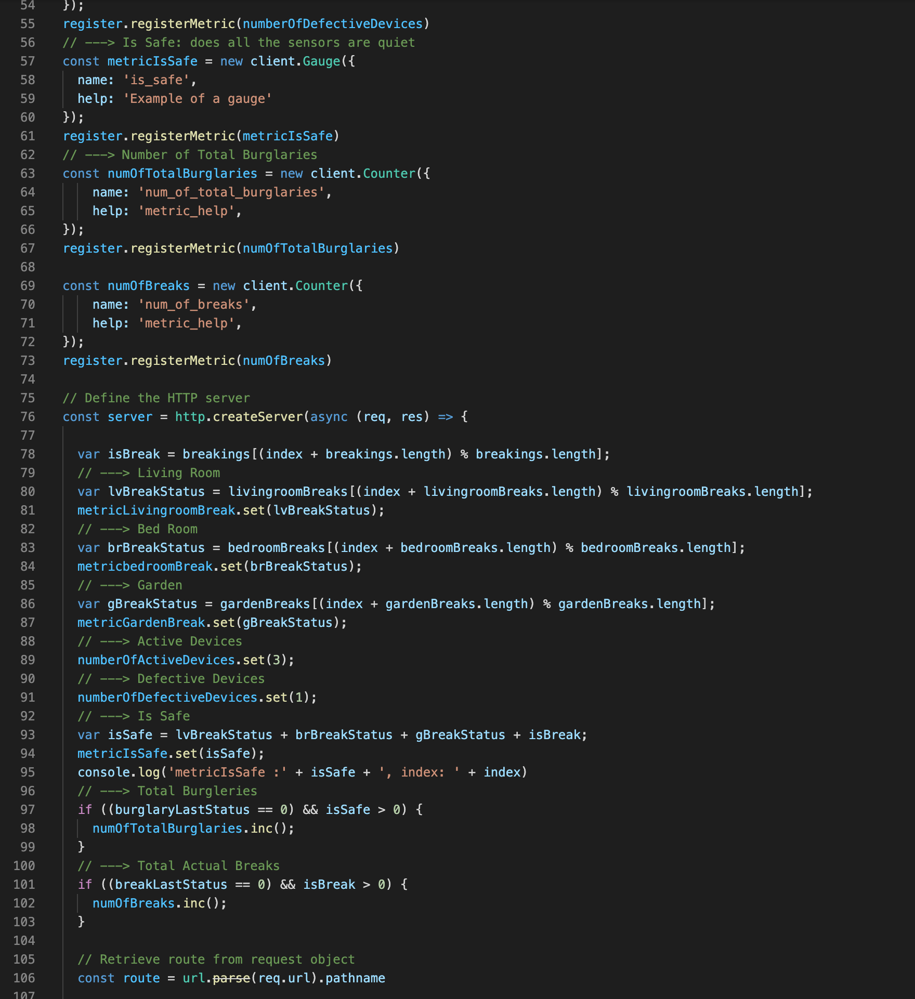 54 });
55 register.registerMetric(numberOfDefectiveDevices)
56 // ---> Is Safe: does all the sensors are quiet
57 const metricIsSafe = new client.Gauge({
58   name: 'is_safe',
59   help: 'Example of a gauge'
60 });
61 register.registerMetric(metricIsSafe)
62 // ---> Number of Total Burglaries
63 const numOfTotalBurglaries = new client.Counter({
64     name: 'num_of_total_burglaries',
65     help: 'metric_help',
66 });
67 register.registerMetric(numOfTotalBurglaries)
68
69 const numOfBreaks = new client.Counter({
70     name: 'num_of_breaks',
71     help: 'metric_help',
72 });
73 register.registerMetric(numOfBreaks)
74
75 // Define the HTTP server
76 const server = http.createServer(async (req, res) => {
77
78   var isBreak = breakings[(index + breakings.length) % breakings.length];
79   // ---> Living Room
80   var lvBreakStatus = livingroomBreaks[(index + livingroomBreaks.length) % livingroomBreaks.length];
81   metricLivingroomBreak.set(lvBreakStatus);
82   // ---> Bed Room
83   var brBreakStatus = bedroomBreaks[(index + bedroomBreaks.length) % bedroomBreaks.length];
84   metricbedroomBreak.set(brBreakStatus);
85   // ---> Garden
86   var gBreakStatus = gardenBreaks[(index + gardenBreaks.length) % gardenBreaks.length];
87   metricGardenBreak.set(gBreakStatus);
88   // ---> Active Devices
89   numberOfActiveDevices.set(3);
90   // ---> Defective Devices
91   numberOfDefectiveDevices.set(1);
92   // ---> Is Safe
93   var isSafe = lvBreakStatus + brBreakStatus + gBreakStatus + isBreak;
94   metricIsSafe.set(isSafe);
95   console.log('metricIsSafe :' + isSafe + ', index: ' + index)
96   // ---> Total Burgleries
97   if ((burglaryLastStatus == 0) && isSafe > 0) {
98     numOfTotalBurglaries.inc();
99   }
100   // ---> Total Actual Breaks
101   if ((breakLastStatus == 0) && isBreak > 0) {
102     numOfBreaks.inc();
103   }
104
105   // Retrieve route from request object
106   const route = url.parse(req.url).pathname
107